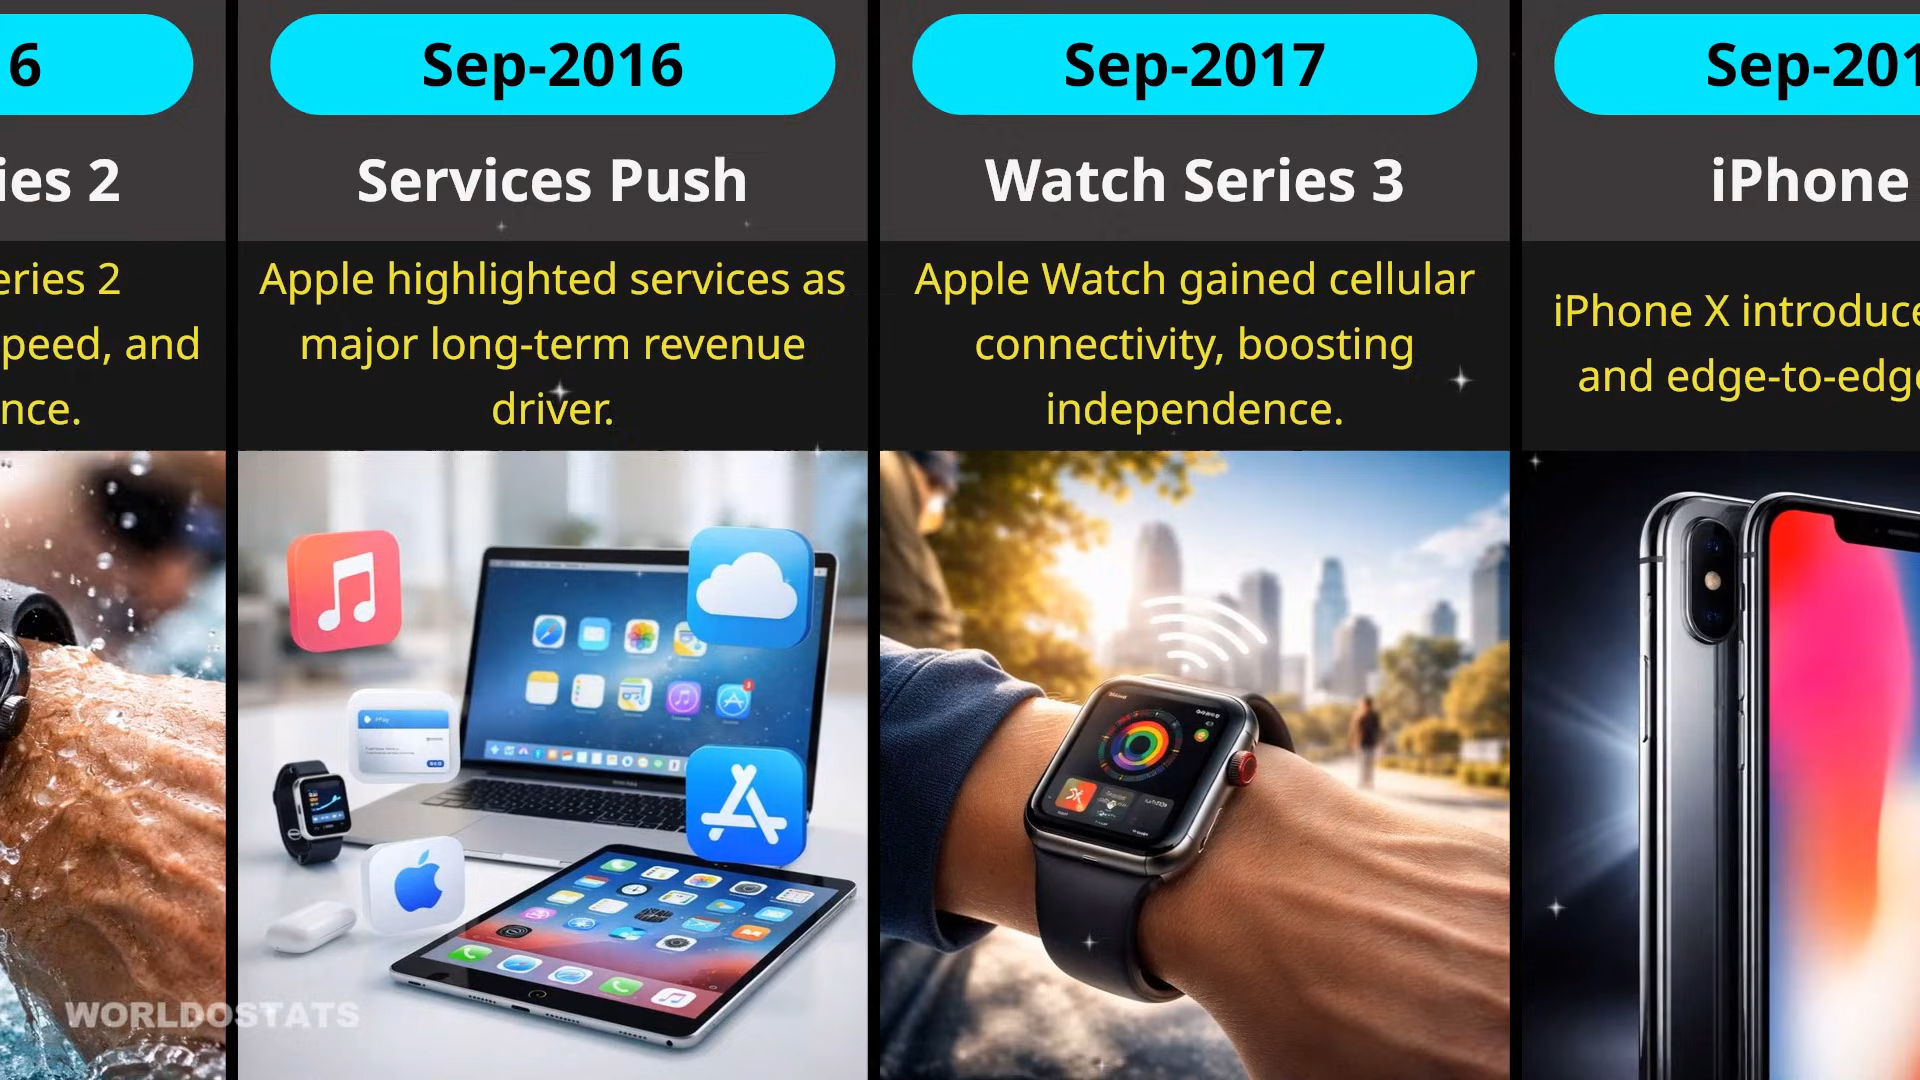 6
ies 2
eries 2
peed, and
nce.
Sep-2016
Services Push
Apple highlighted services as
major long-term revenue
driver.
Sep-2017
Watch Series 3
Apple Watch gained cellular
connectivity, boosting
independence.
Sep-201
iPhone
iPhone X introduce
and edge-to-edge
WORLDOSTATS